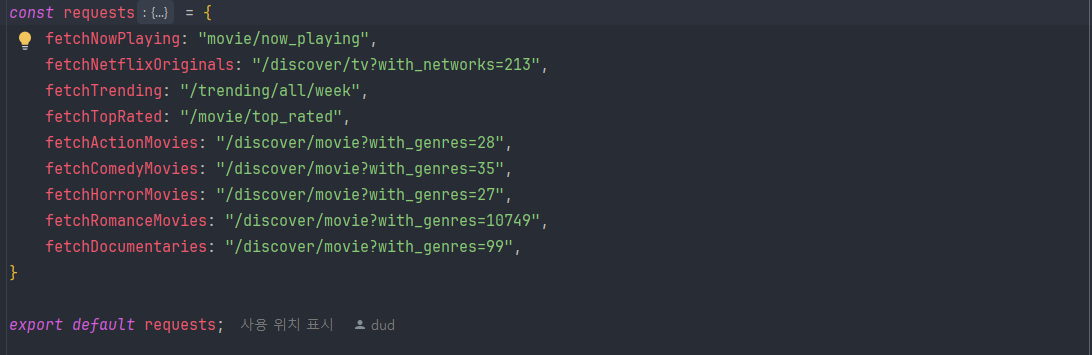 const requests : {...} = {
    fetchNowPlaying: "movie/now_playing",
    fetchNetflixOriginals: "/discover/tv?with_networks=213",
    fetchTrending: "/trending/all/week",
    fetchTopRated: "/movie/top_rated",
    fetchActionMovies: "/discover/movie?with_genres=28",
    fetchComedyMovies: "/discover/movie?with_genres=35",
    fetchHorrorMovies: "/discover/movie?with_genres=27",
    fetchRomanceMovies: "/discover/movie?with_genres=10749",
    fetchDocumentaries: "/discover/movie?with_genres=99",
}
export default requests; 사용 위치 표시 dud